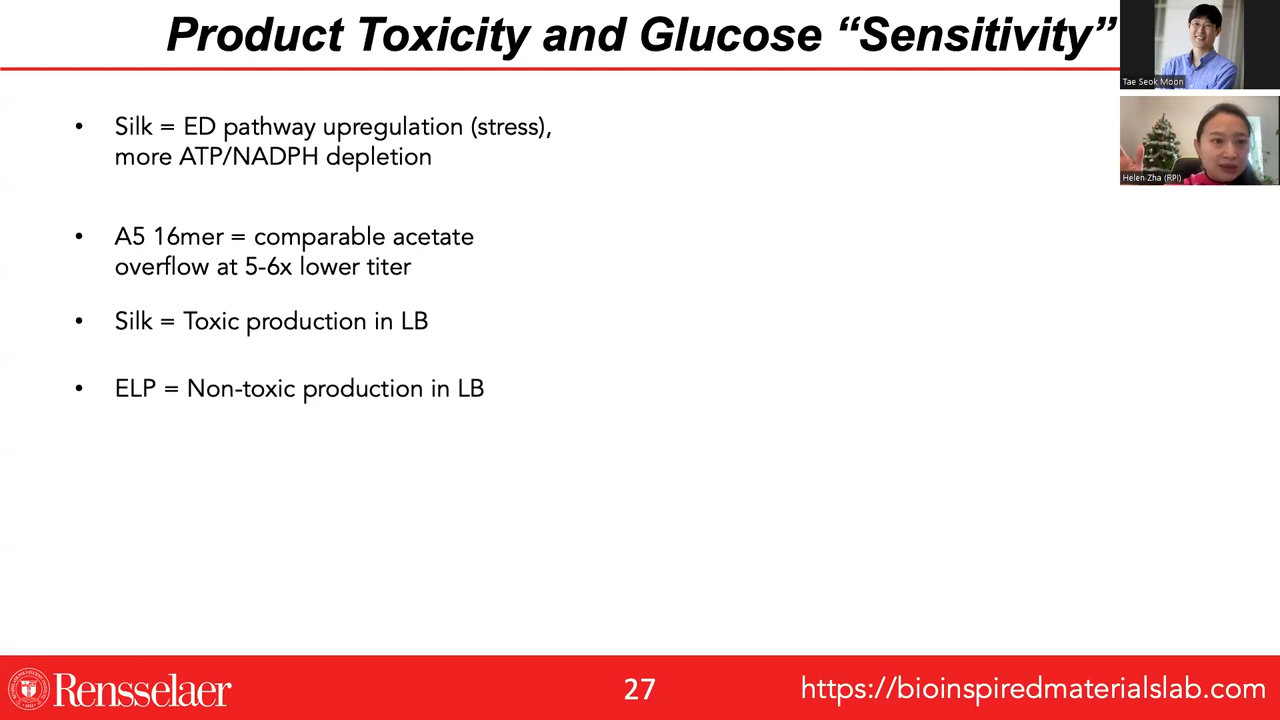 Product Toxicity and Glucose “Sensitivity”
Tae Seok Moon
Helen Zha (RPI)
• Silk = ED pathway upregulation (stress),
more ATP/NADPH depletion
• A5 16mer = comparable acetate
overflow at 5-6x lower titer
• Silk = Toxic production in LB
• ELP = Non-toxic production in LB
Rensselaer
27
https://bioinspiredmaterialslab.com